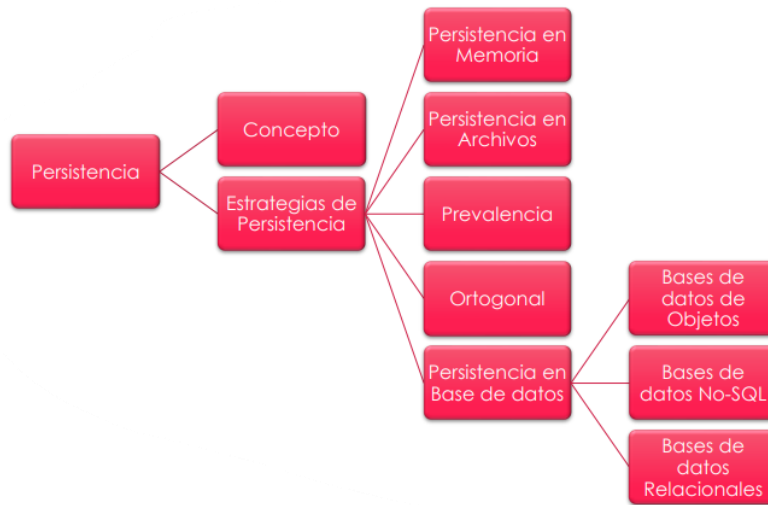 Persistencia
Concepto
Estrategias de
Persistencia
Persistencia en
Memoria
Persistencia en
Archivos
Prevalencia
Ortogonal
Persistencia en
Base de datos
Bases de
datos de
Objetos
Bases de
datos No-SQL
Bases de
datos
Relacionales